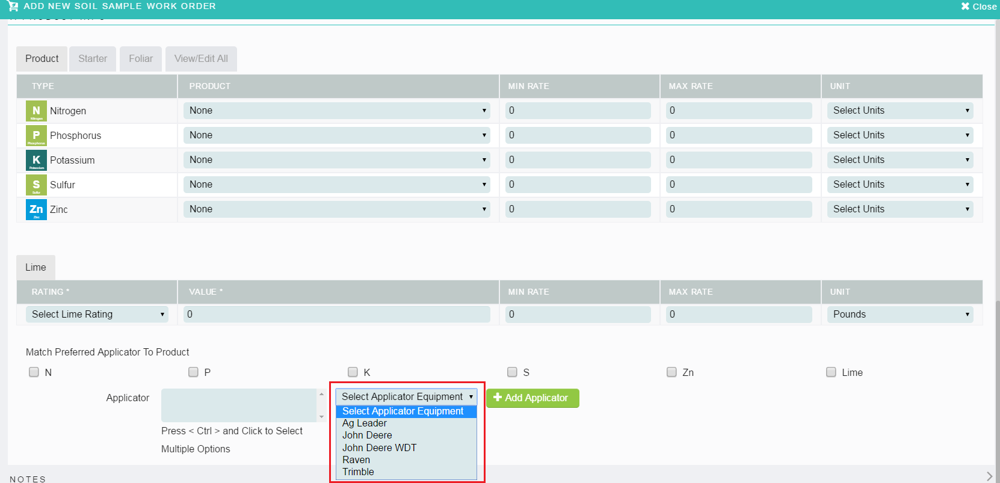 ADD NEW SOIL SAMPLE WORK ORDER
Close
Product Starter Foliar View/Edit All
TYPE PRODUCT MIN RATE MAX RATE UNIT
N Nitrogen Nitrogen None 0 0 Select Units
P Phosphorus Phosphorus None 0 0 Select Units
K Potassium Potassium None 0 0 Select Units
S Sulfur Sulfur None 0 0 Select Units
Zn Zinc Zinc None 0 0 Select Units
Lime
RATING * VALUE * MIN RATE MAX RATE UNIT
Select Lime Rating 0 0 0 Pounds
Match Preferred Applicator To Product
N P K S Zn Lime
Applicator Select Applicator Equipment Add Applicator
Select Applicator Equipment
Ag Leader
Press < Ctrl > and Click to Select
John Deere
Multiple Options
John Deere WDT
Raven
Trimble
NOTES